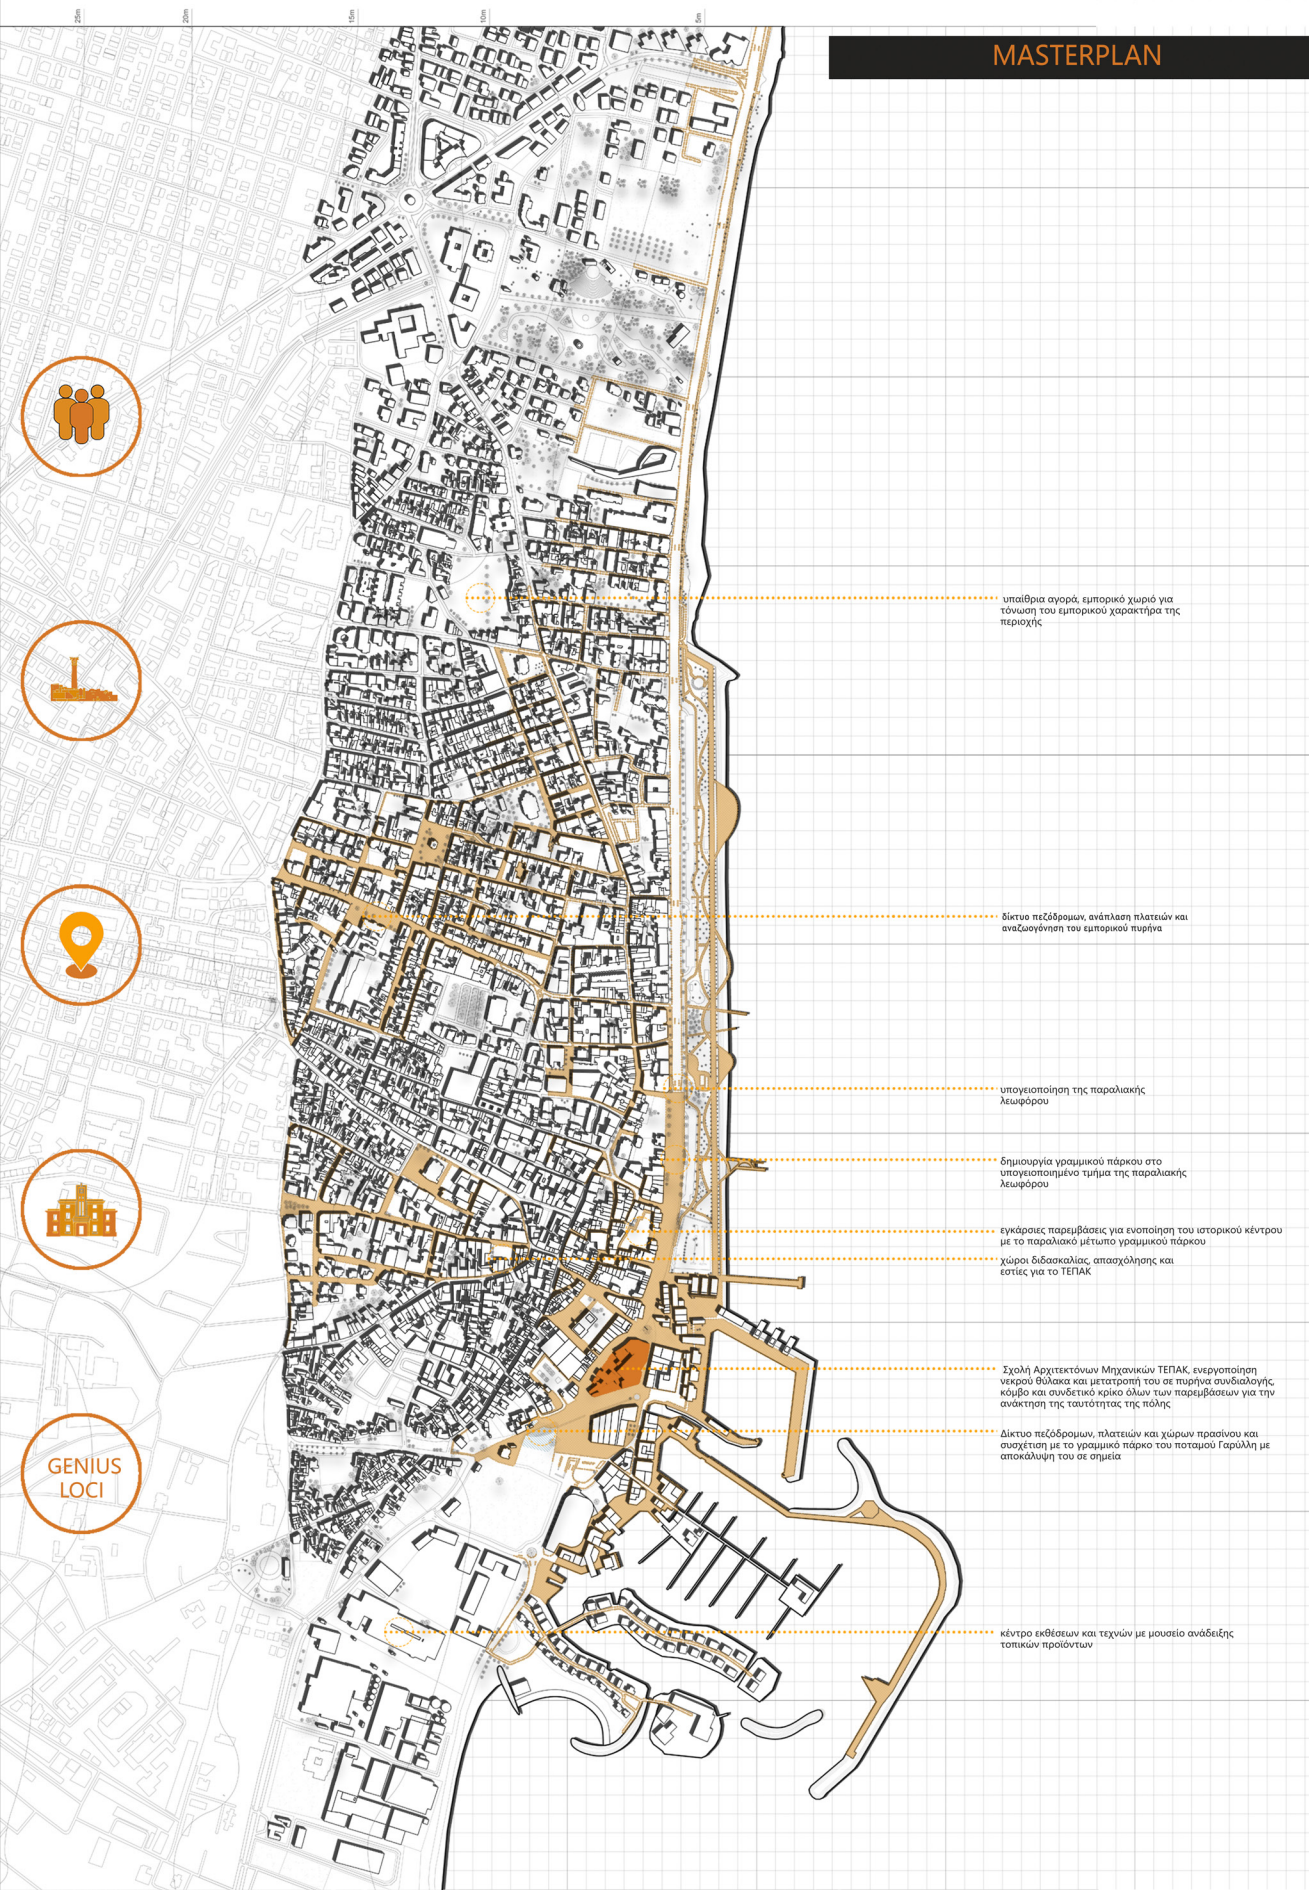 25m
20m
15m
10m
5m
MASTERPLAN
υπαίθρια αγορά, εμπορικό χωριό για
τόνωση του εμπορικού χαρακτήρα της
περιοχής
δίκτυο πεζόδρομων, ανάπλαση πλατειών και
αναζωογόνηση του εμπορικού πυρήνα
υπογειοποίηση της παραλιακής
λεωφόρου
δημιουργία γραμμικού πάρκου στο
υπογειοποιημένο τμήμα της παραλιακής
λεωφόρου
εγκάρσιες παρεμβάσεις για ενοποίηση του ιστορικού κέντρου
με το παραλιακό μέτωπο γραμμικού πάρκου
χώροι διδασκαλίας, απασχόλησης και
εστίες για το ΤΕΠΑΚ
Σχολή Αρχιτεκτόνων Μηχανικών ΤΕΠΑΚ, ενεργοποίηση
νεκρού θύλακα και μετατροπή του σε πυρήνα συνδιαλογής,
κόμβο και συνδετικό κρίκο όλων των παρεμβάσεων για την
ανάκτηση της ταυτότητας της πόλης
Δίκτυο πεζόδρομων, πλατειών και χώρων πρασίνου και
συσχέτιση με το γραμμικό πάρκο του ποταμού Γαρύλλη με
αποκάλυψη του σε σημεία
GENIUS
LOCI
κέντρο εκθέσεων και τεχνών με μουσείο ανάδειξης
τοπικών προϊόντων